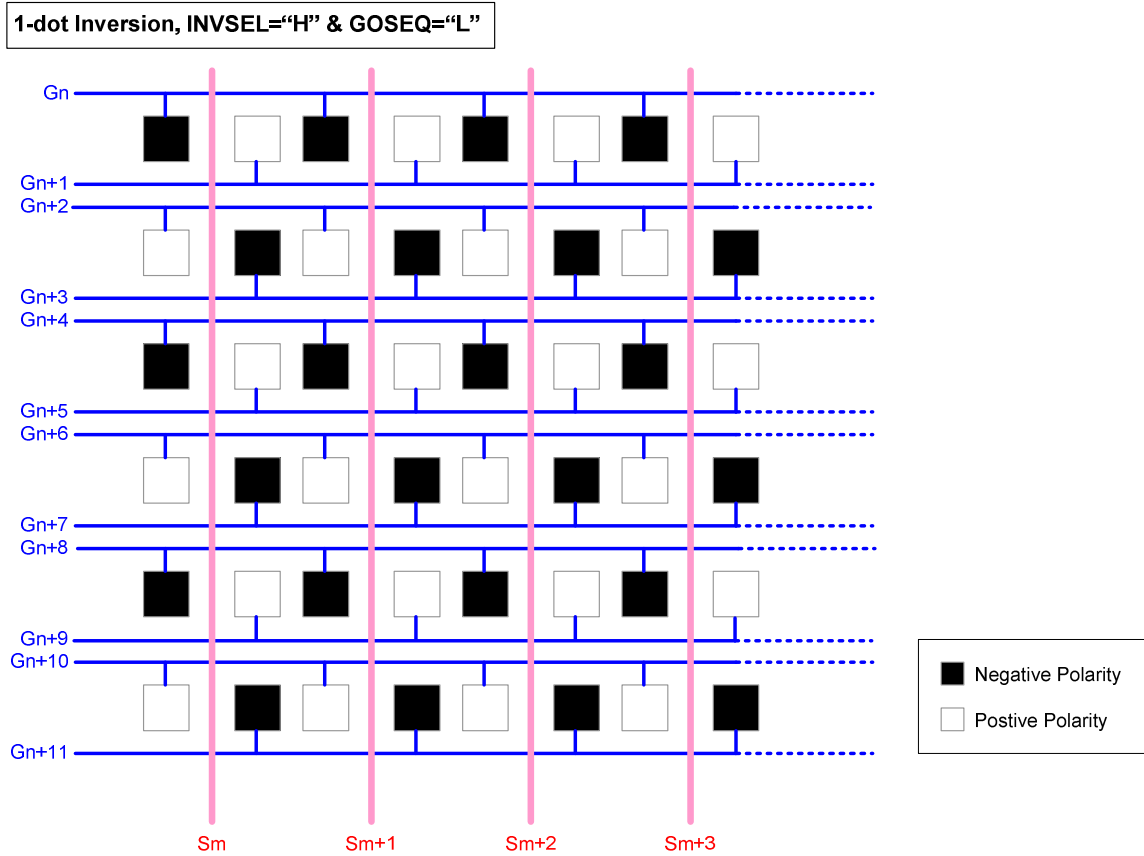 1-dot Inversion, INVSEL=“H” & GOSEQ=“L”
Gn
Gn+1
Gn+2
Gn+3
Gn+4
Gn+5
Gn+6
Gn+7
Gn+8
Gn+9
Gn+10
Gn+11
Negative Polarity
Postive Polarity
Sm
Sm+1
Sm+2
Sm+3